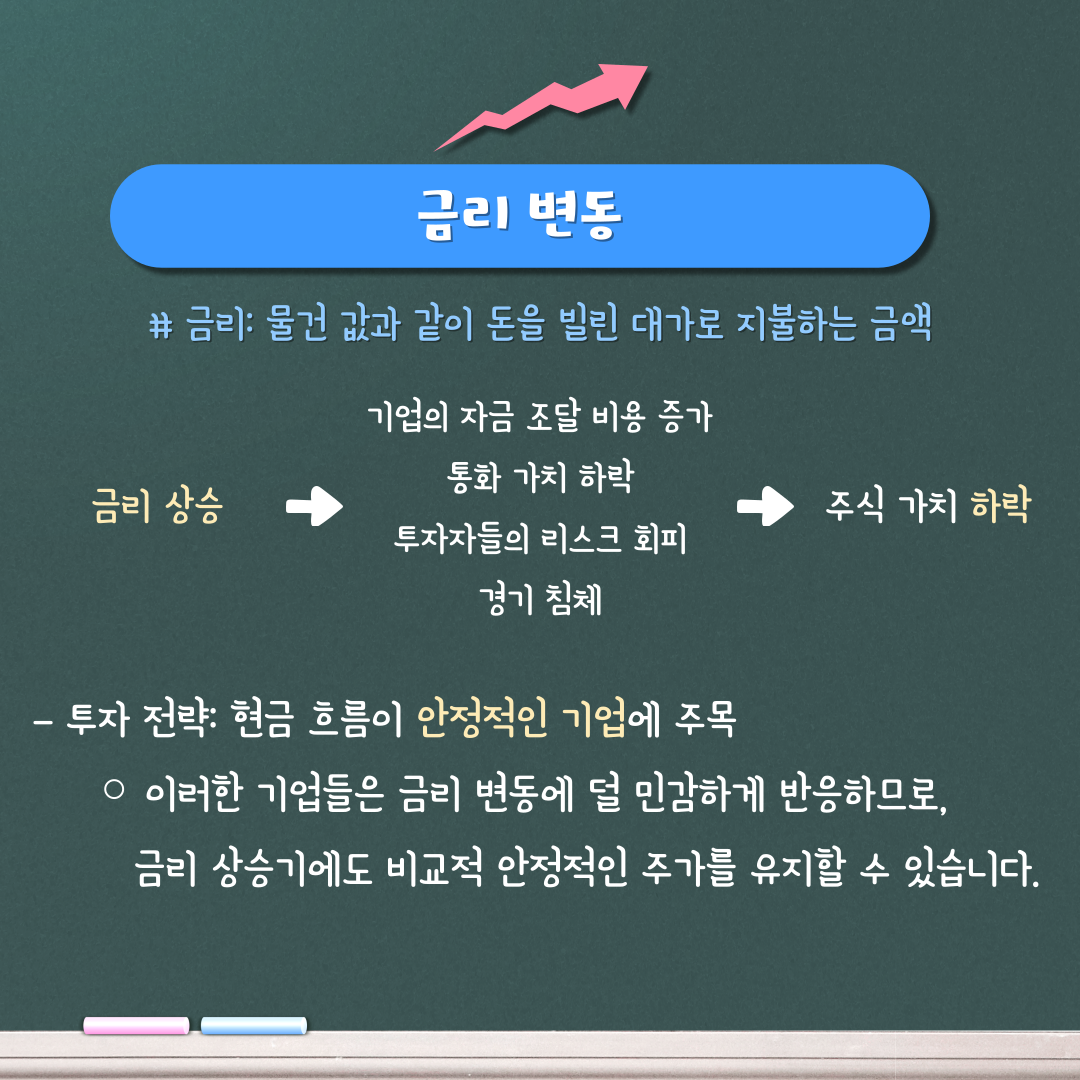 금리 변동
# 금리: 물건 값과 같이 돈을 빌린 대가로 지불하는 금액
기업의 자금 조달 비용 증가
통화 가치 하락
금리 상승
주식 가치 하락
투자자들의 리스크 회피
경기 침체
- 투자 전략: 현금 흐름이 안정적인 기업에 주목
이러한 기업들은 금리 변동에 덜 민감하게 반응하므로,
금리 상승기에도 비교적 안정적인 주가를 유지할 수 있습니다.